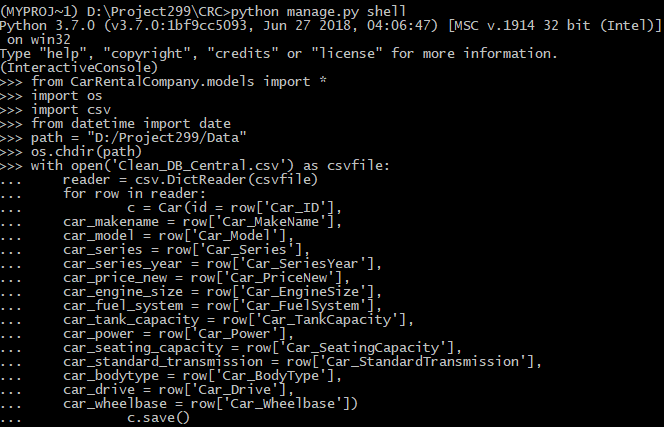 (MYPROJ~1) D:\Project299\CRC>python manage.py shell
Python 3.7.0 (v3.7.0:1bf9cc5093, Jun 27 2018, 04:06:47) [MSC v.1914 32 bit (Intel)]
 on win32
Type "help", "copyright", "credits" or "license" for more information.
(InteractiveConsole)
>>> from CarRentalCompany.models import *
>>> import os
>>> import csv
>>> from datetime import date
>>> path = "D:/Project299/Data"
>>> os.chdir(path)
>>> with open('Clean_DB_Central.csv') as csvfile:
...     reader = csv.DictReader(csvfile)
...     for row in reader:
...             c = Car(id = row['Car_ID'],
...     car_makename = row['Car_MakeName'],
...     car_model = row['Car_Model'],
...     car_series = row['Car_Series'],
...     car_series_year = row['Car_SeriesYear'],
...     car_price_new = row['Car_PriceNew'],
...     car_engine_size = row['Car_EngineSize'],
...     car_fuel_system = row['Car_FuelSystem'],
...     car_tank_capacity = row['Car_TankCapacity'],
...     car_power = row['Car_Power'],
...     car_seating_capacity = row['Car_SeatingCapacity'],
...     car_standard_transmission = row['Car_StandardTransmission'],
...     car_bodytype = row['Car_BodyType'],
...     car_drive = row['Car_Drive'],
...     car_wheelbase = row['Car_Wheelbase'])
...             c.save()